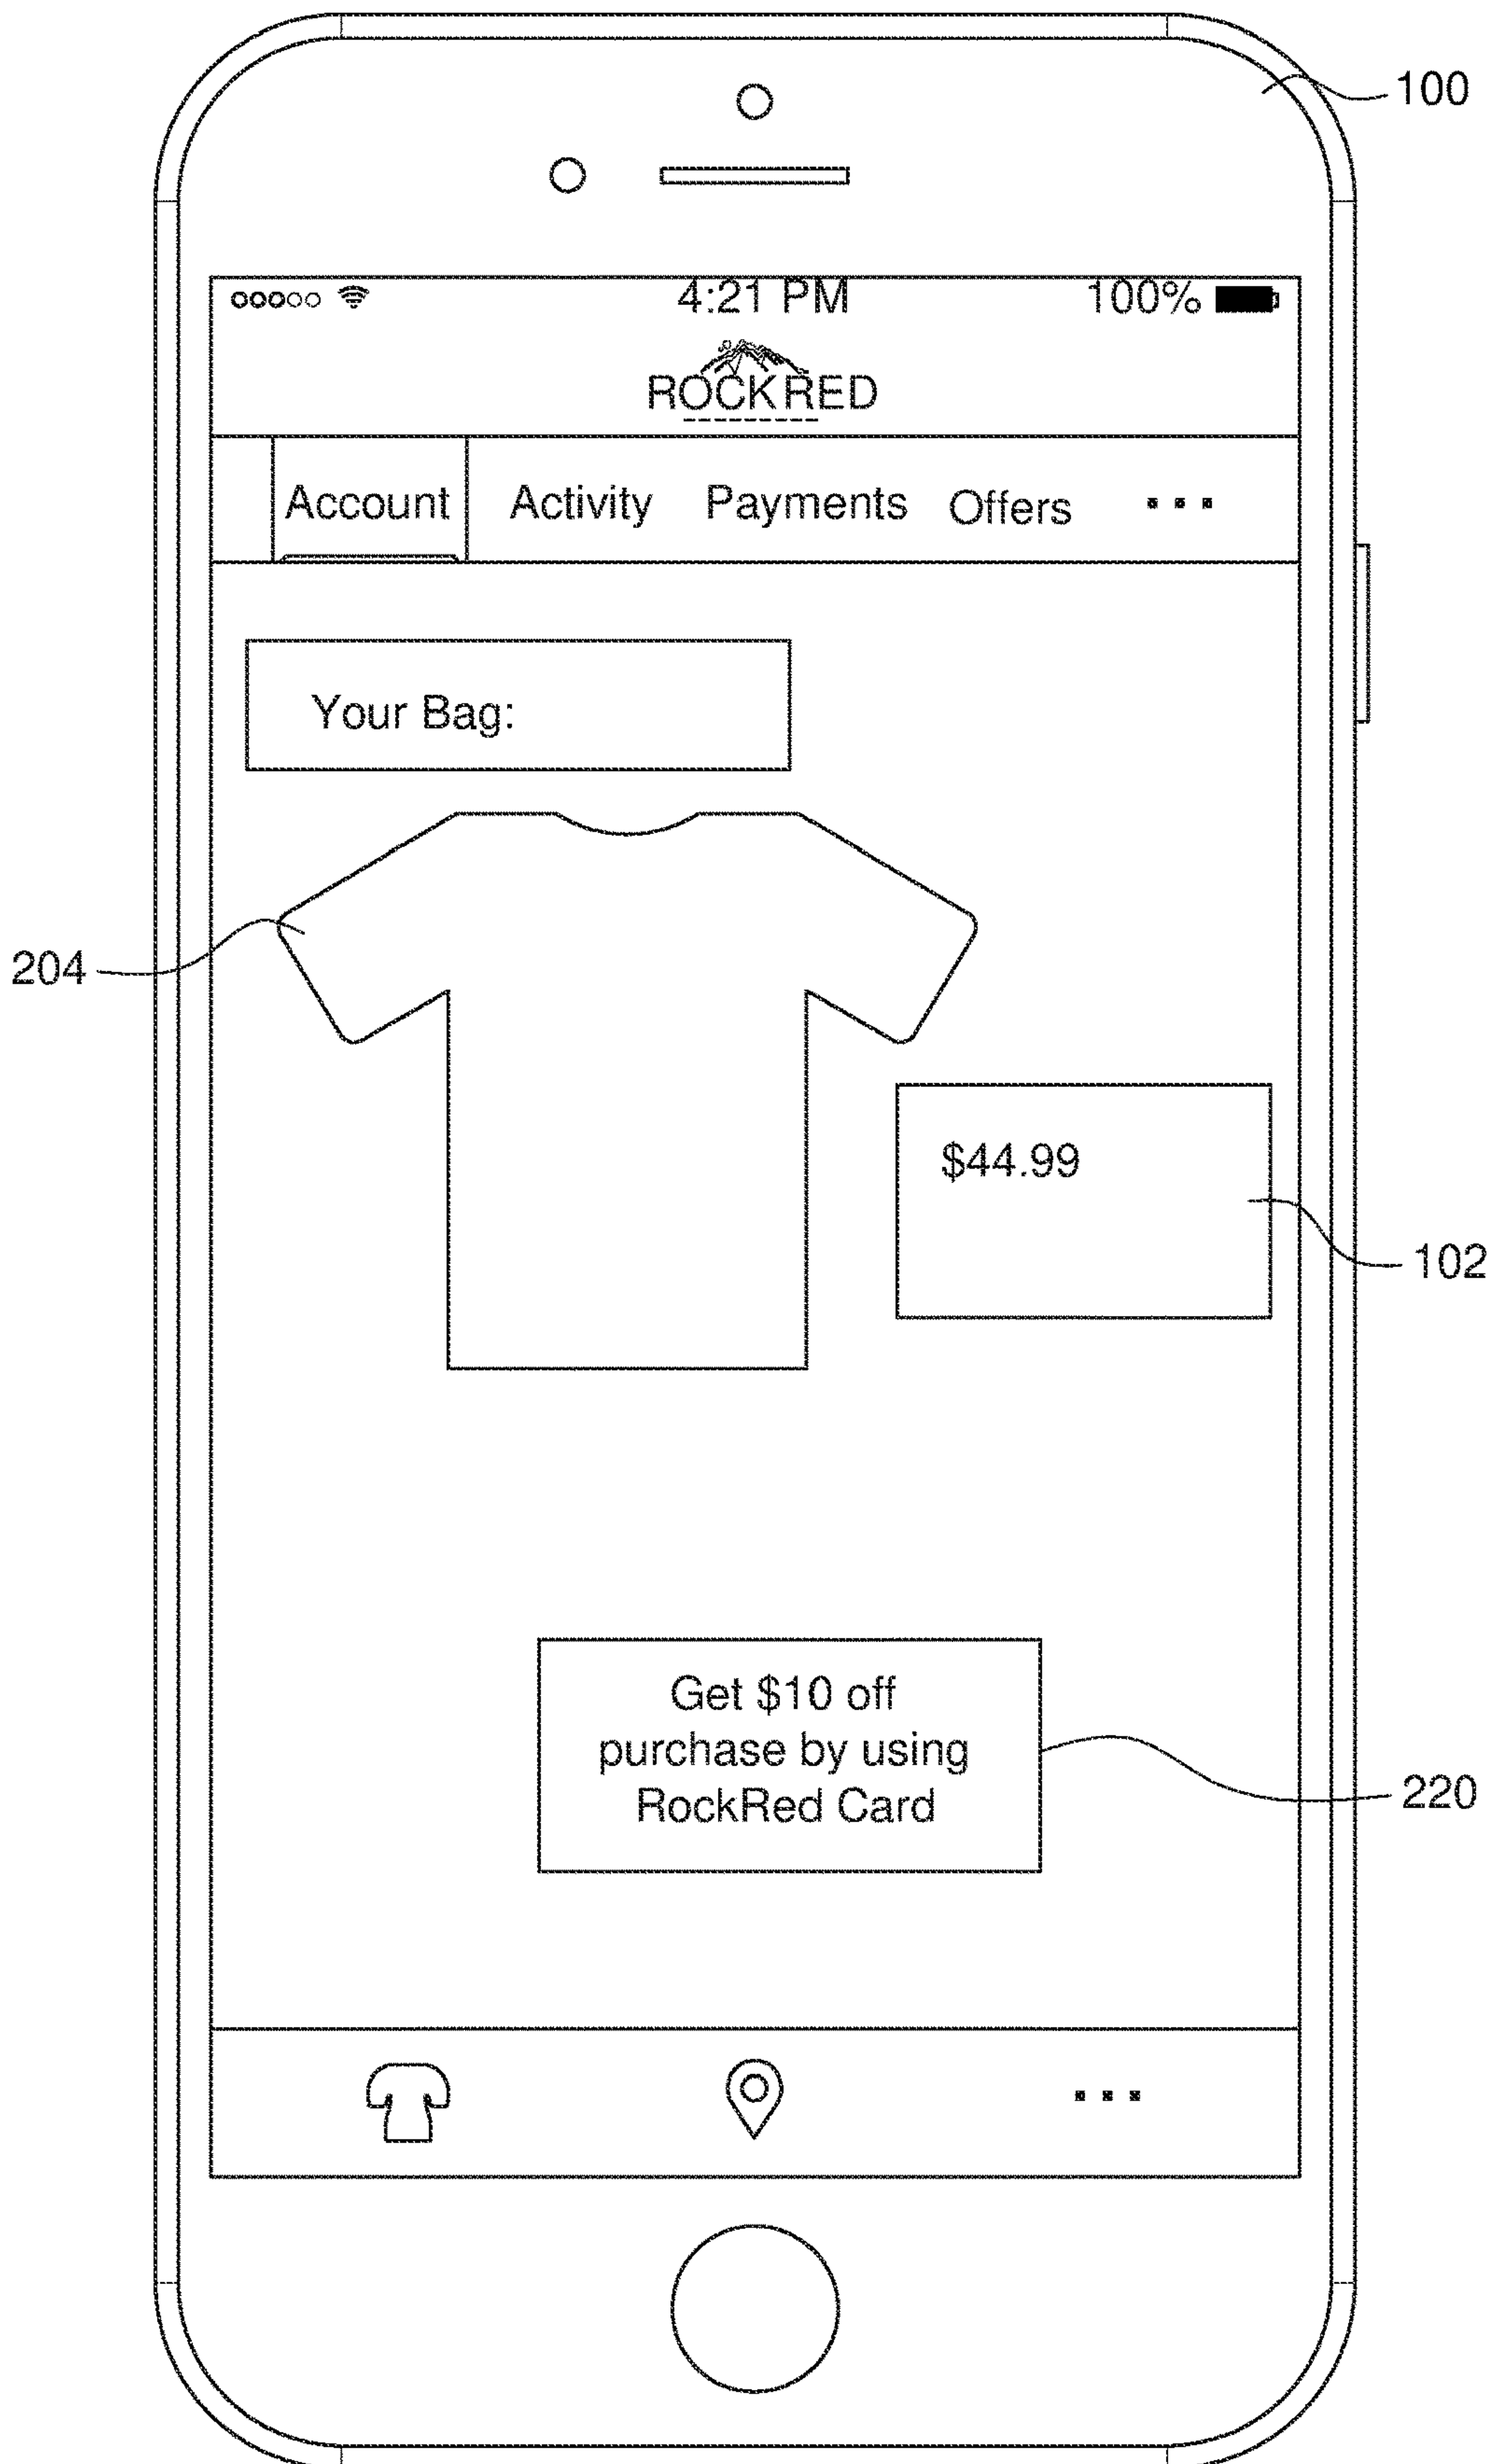 100
4:21 PM 100%
ROCKRED
Account Activity Payments Offers ...
Your Bag:
204
$44.99
102
Get $10 off
purchase by using
RockRed Card
220
...